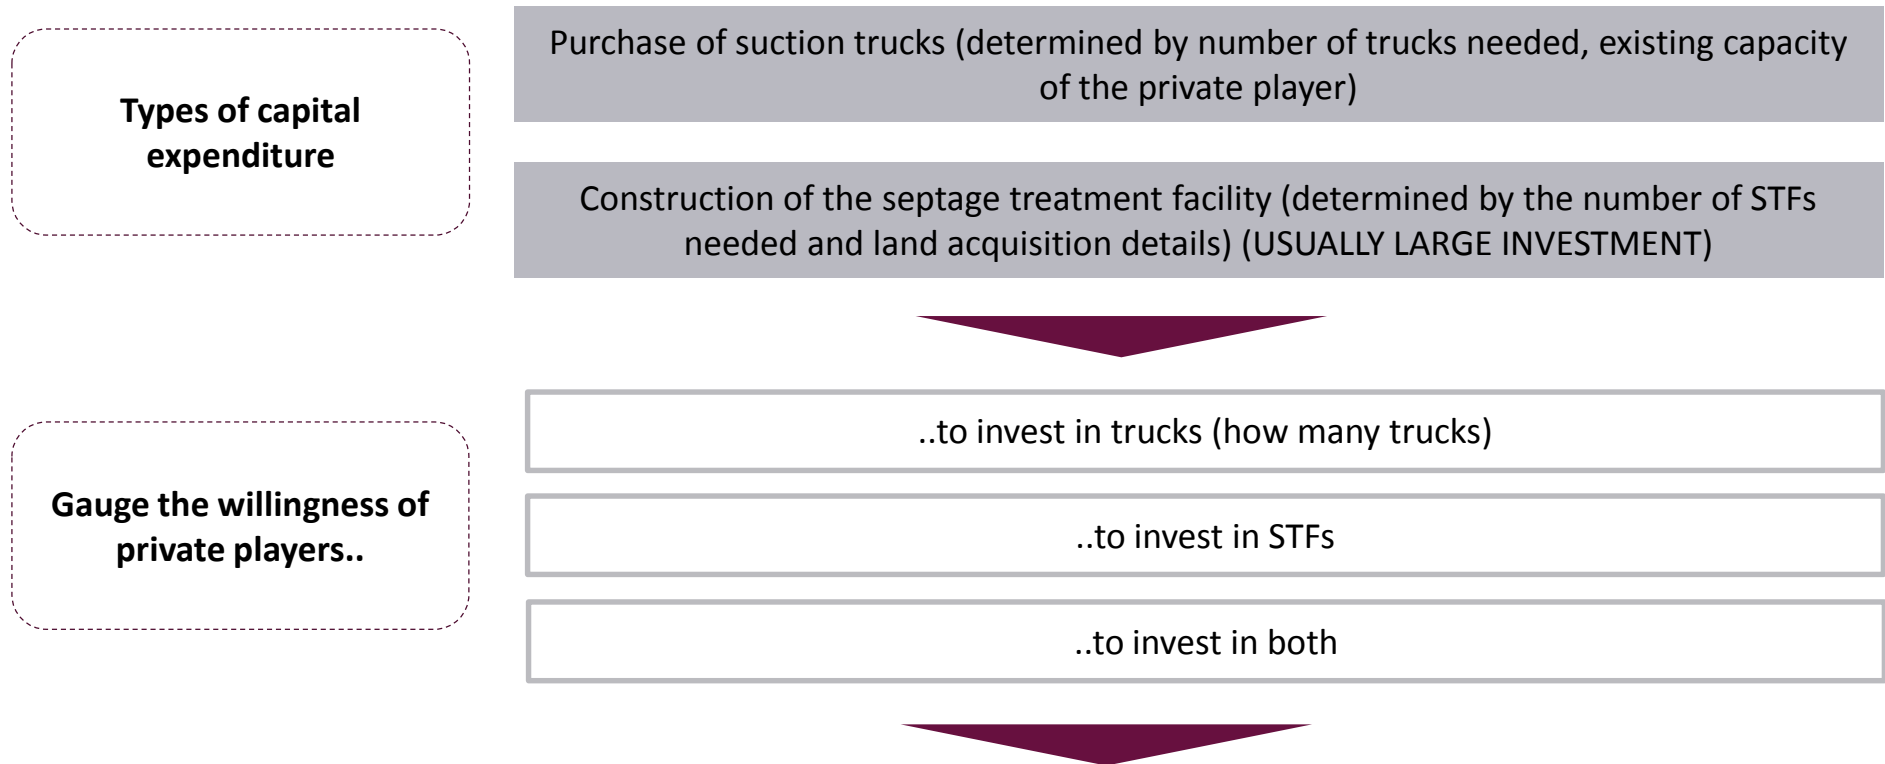 Types of capital
expenditure
Purchase of suction trucks (determined by number of trucks needed, existing capacity
of the private player)
Construction of the septage treatment facility (determined by the number of STFs
needed and land acquisition details) (USUALLY LARGE INVESTMENT)
Gauge the willingness of
private players..
..to invest in trucks (how many trucks)
..to invest in STFs
..to invest in both